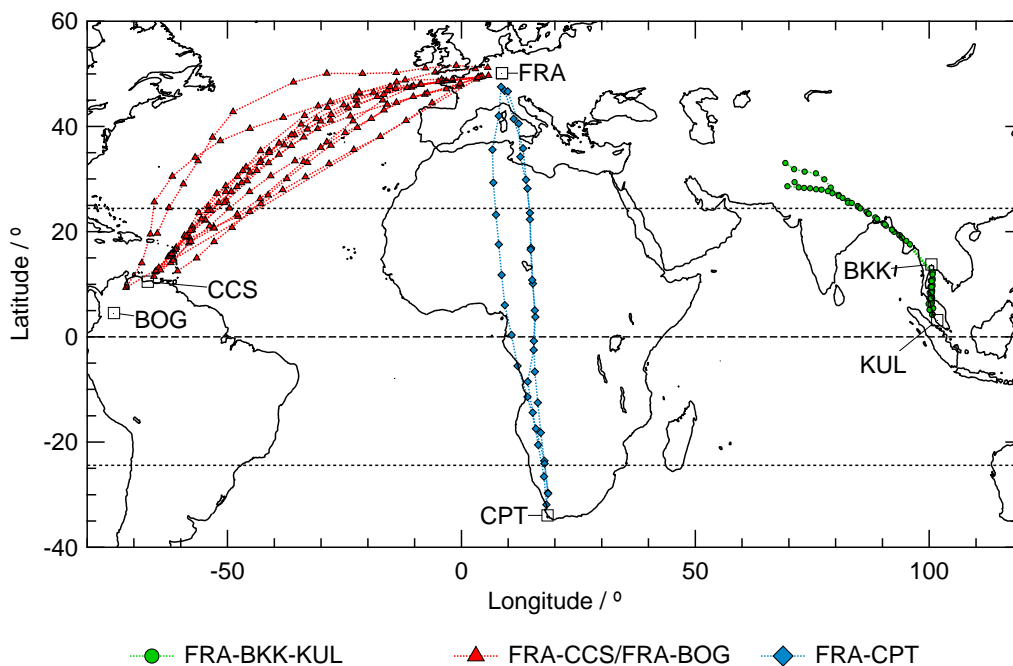 60
40
20
0
-20
-40
Latitude / º
FRA
CCS
BOG
BKK
KUL
CPT
-50
0
50
100
Longitude / º
FRA-BKK-KUL
FRA-CCS/FRA-BOG
FRA-CPT